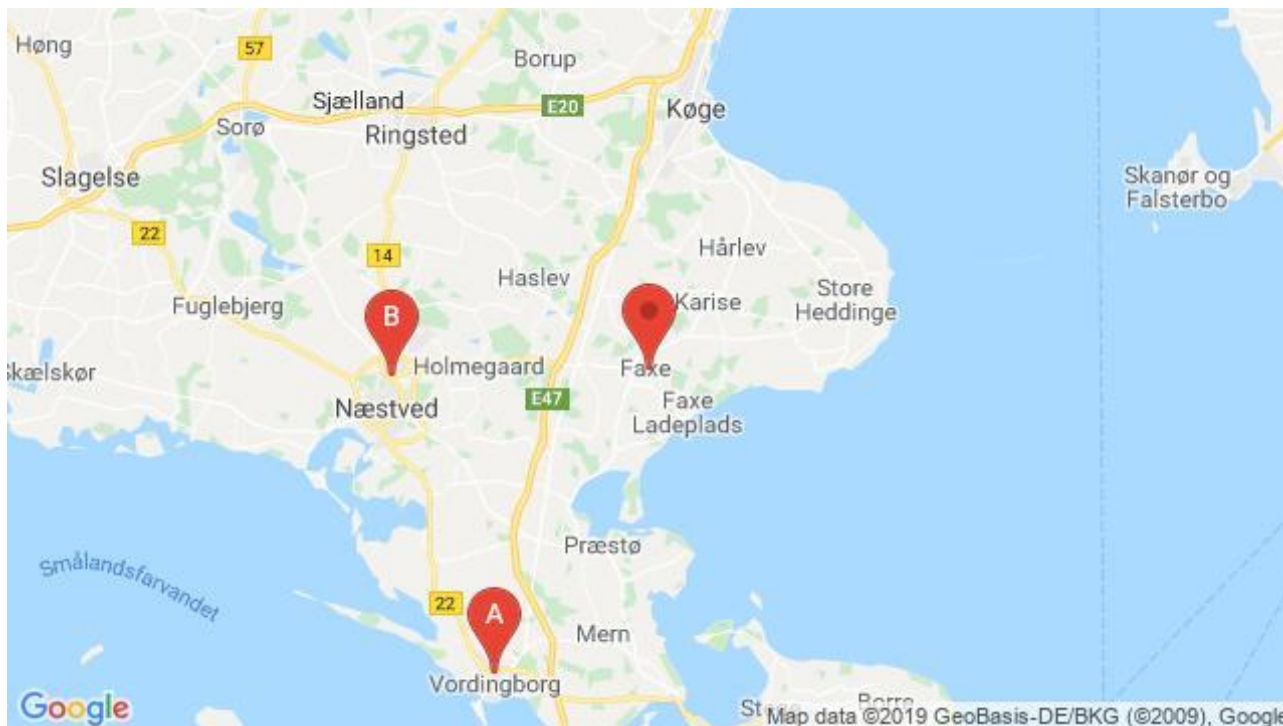 Høng
57
Borup
Sjælland
E20
Køge
Sorø
Ringsted
Slagelse
Skanør og
Falsterbo
22
14
Hårlev
Haslev
Karise
Store
Heddinge
Fuglebjerg
B
Holmegaard
Faxe
Skælskør
E47
Næstved
Faxe
Ladeplads
Præstø
Smålandsfarvandet
22
A
Mern
Vordingborg
Google
Map data ©2019 GeoBasis-DE/BKG (©2009), Google